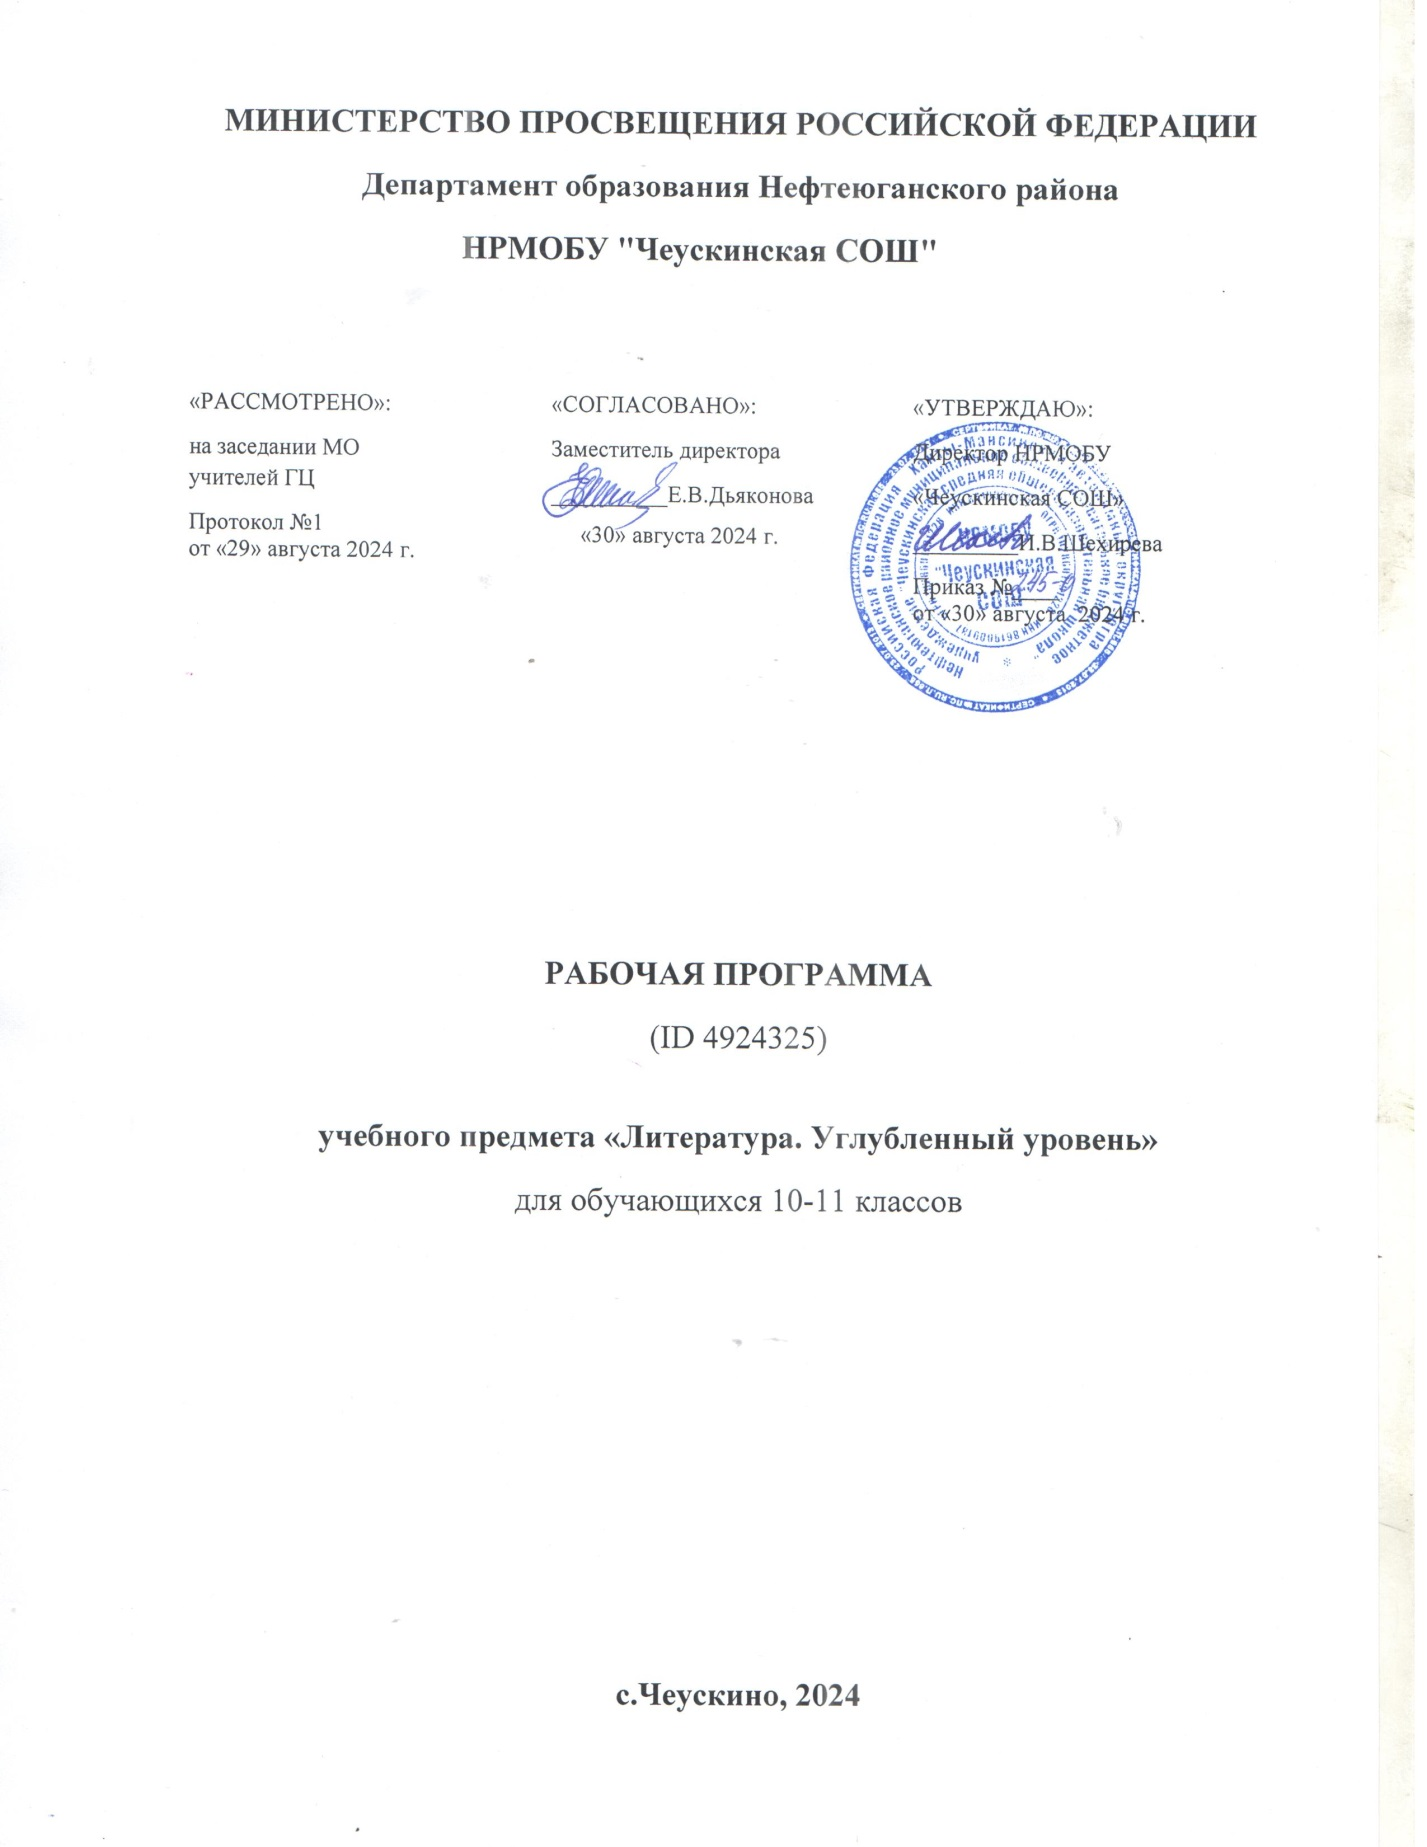 МИНИСТЕРСТВО ПРОСВЕЩЕНИЯ РОССИЙСКОЙ ФЕДЕРАЦИИ
Департамент образования Нефтеюганского района
НРМОБУ "Чеускинская СОШ"
«РАССМОТРЕНО»:
на заседании МО
учителей ГЦ
Протокол №1
от «29» августа 2024 г.
«СОГЛАСОВАНО»:
Заместитель директора
Е.В.Дьяконова
«30» августа 2024 г.
«УТВЕРЖДАЮ»:
Директор НРМОБУ
«Чеускинская СОШ»
И.В.Шехирева
Приказ №
от «30» августа 2024 г.
"Чеускинская
СОШ"
РАБОЧАЯ ПРОГРАММА
(ID 4924325)
учебного предмета «Литература. Углубленный уровень»
для обучающихся 10-11 классов
с.Чеускино, 2024